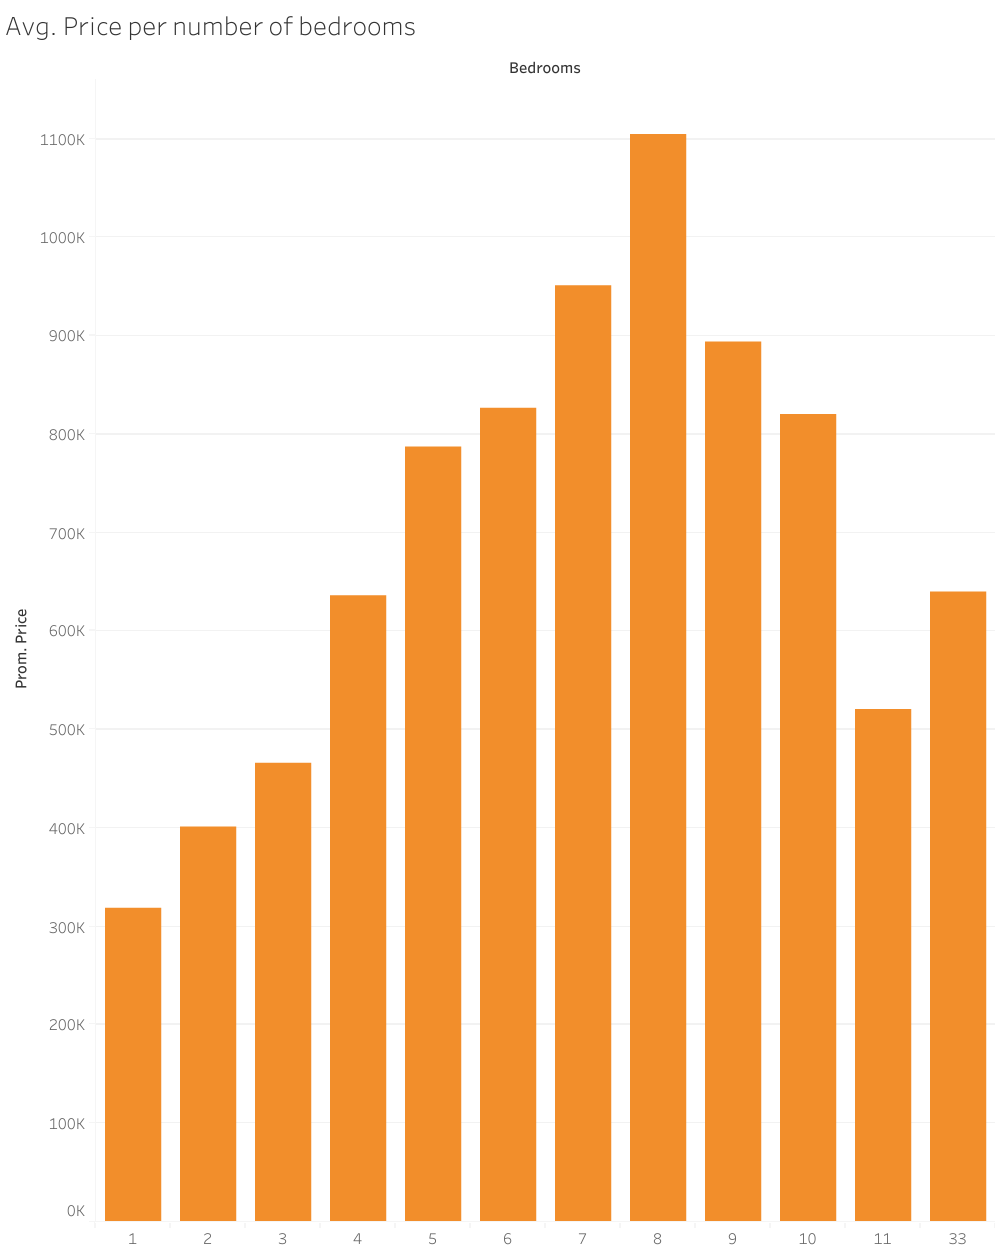 Avg. Price per number of bedrooms
Bedrooms
1100K
1000K
900K
800K
700K
600K
500K
400K
300K
200K
100K
0K
Prom. Price
1 2 3 4 5 6 7 8 9 10 11 33